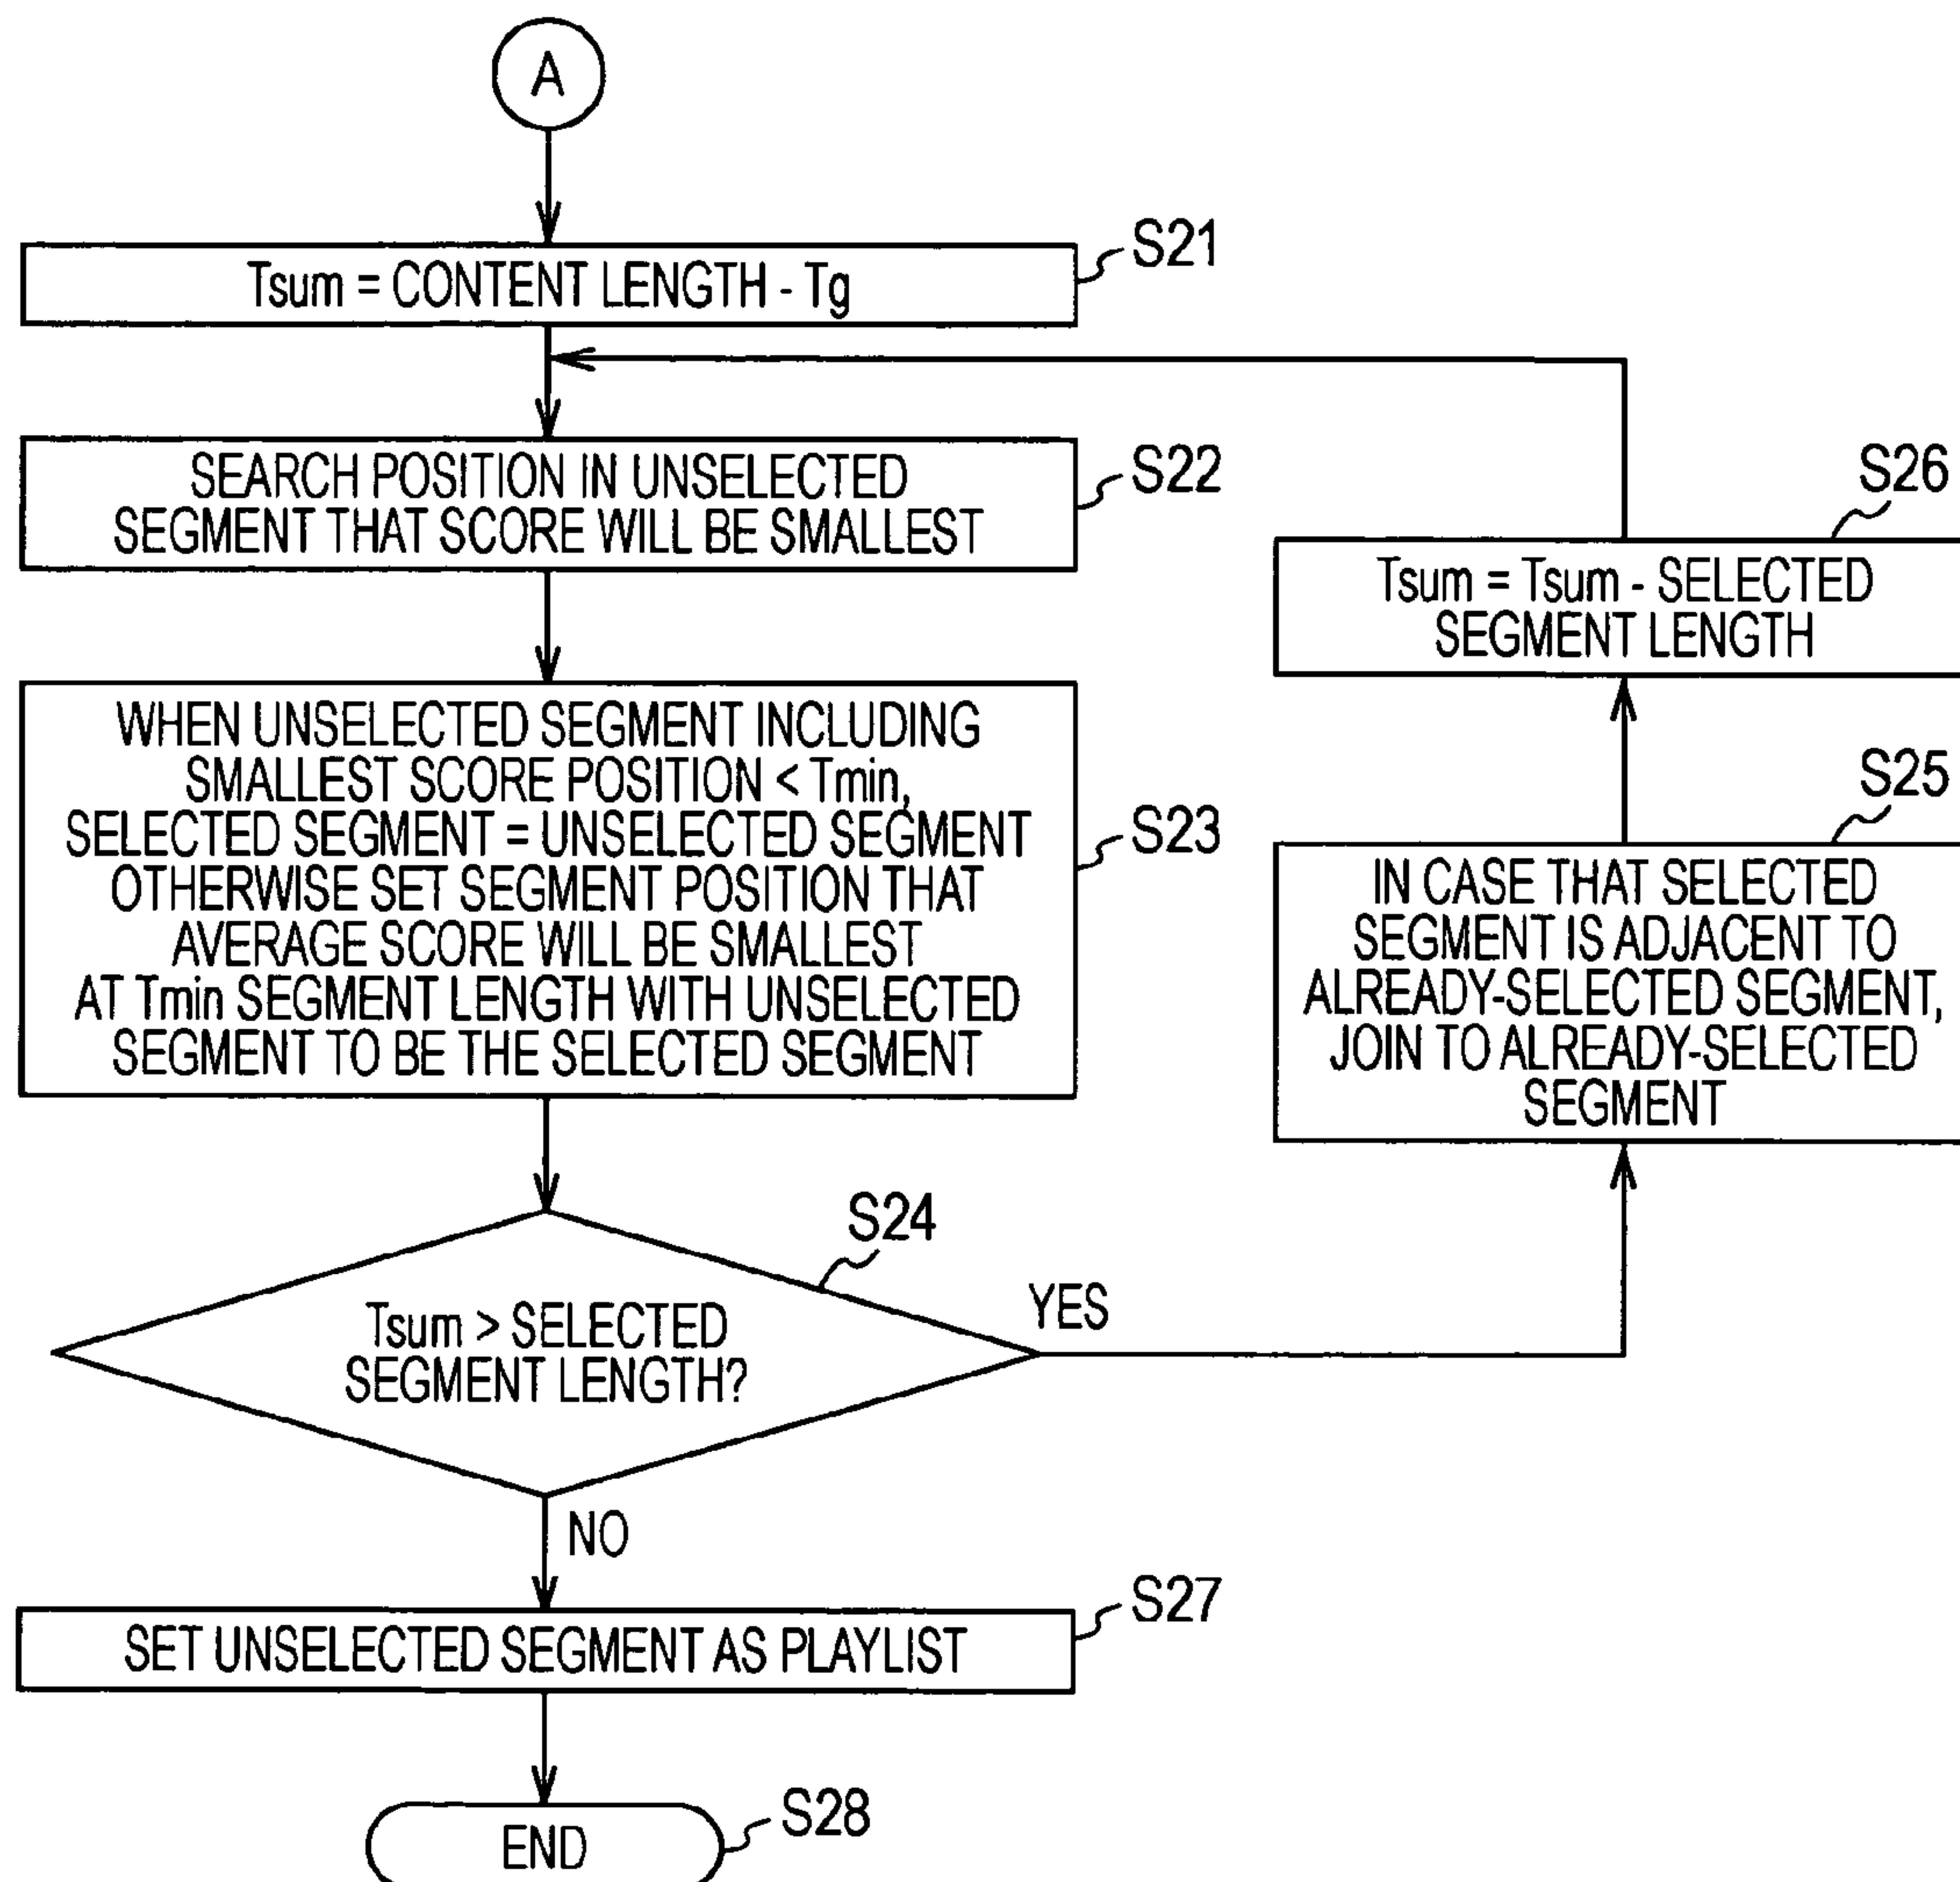 A
S21
Tsum = CONTENT LENGTH - Tg
S22
SEARCH POSITION IN UNSELECTED
SEGMENT THAT SCORE WILL BE SMALLEST
S23
WHEN UNSELECTED SEGMENT INCLUDING
SMALLEST SCORE POSITION < Tmin,
SELECTED SEGMENT = UNSELECTED SEGMENT
OTHERWISE SET SEGMENT POSITION THAT
AVERAGE SCORE WILL BE SMALLEST
AT Tmin SEGMENT LENGTH WITH UNSELECTED
SEGMENT TO BE THE SELECTED SEGMENT
S24
Tsum > SELECTED
SEGMENT LENGTH?
YES
NO
S25
IN CASE THAT SELECTED
SEGMENT IS ADJACENT TO
ALREADY-SELECTED SEGMENT,
JOIN TO ALREADY-SELECTED
SEGMENT
S26
Tsum = Tsum - SELECTED
SEGMENT LENGTH
S27
SET UNSELECTED SEGMENT AS PLAYLIST
S28
END